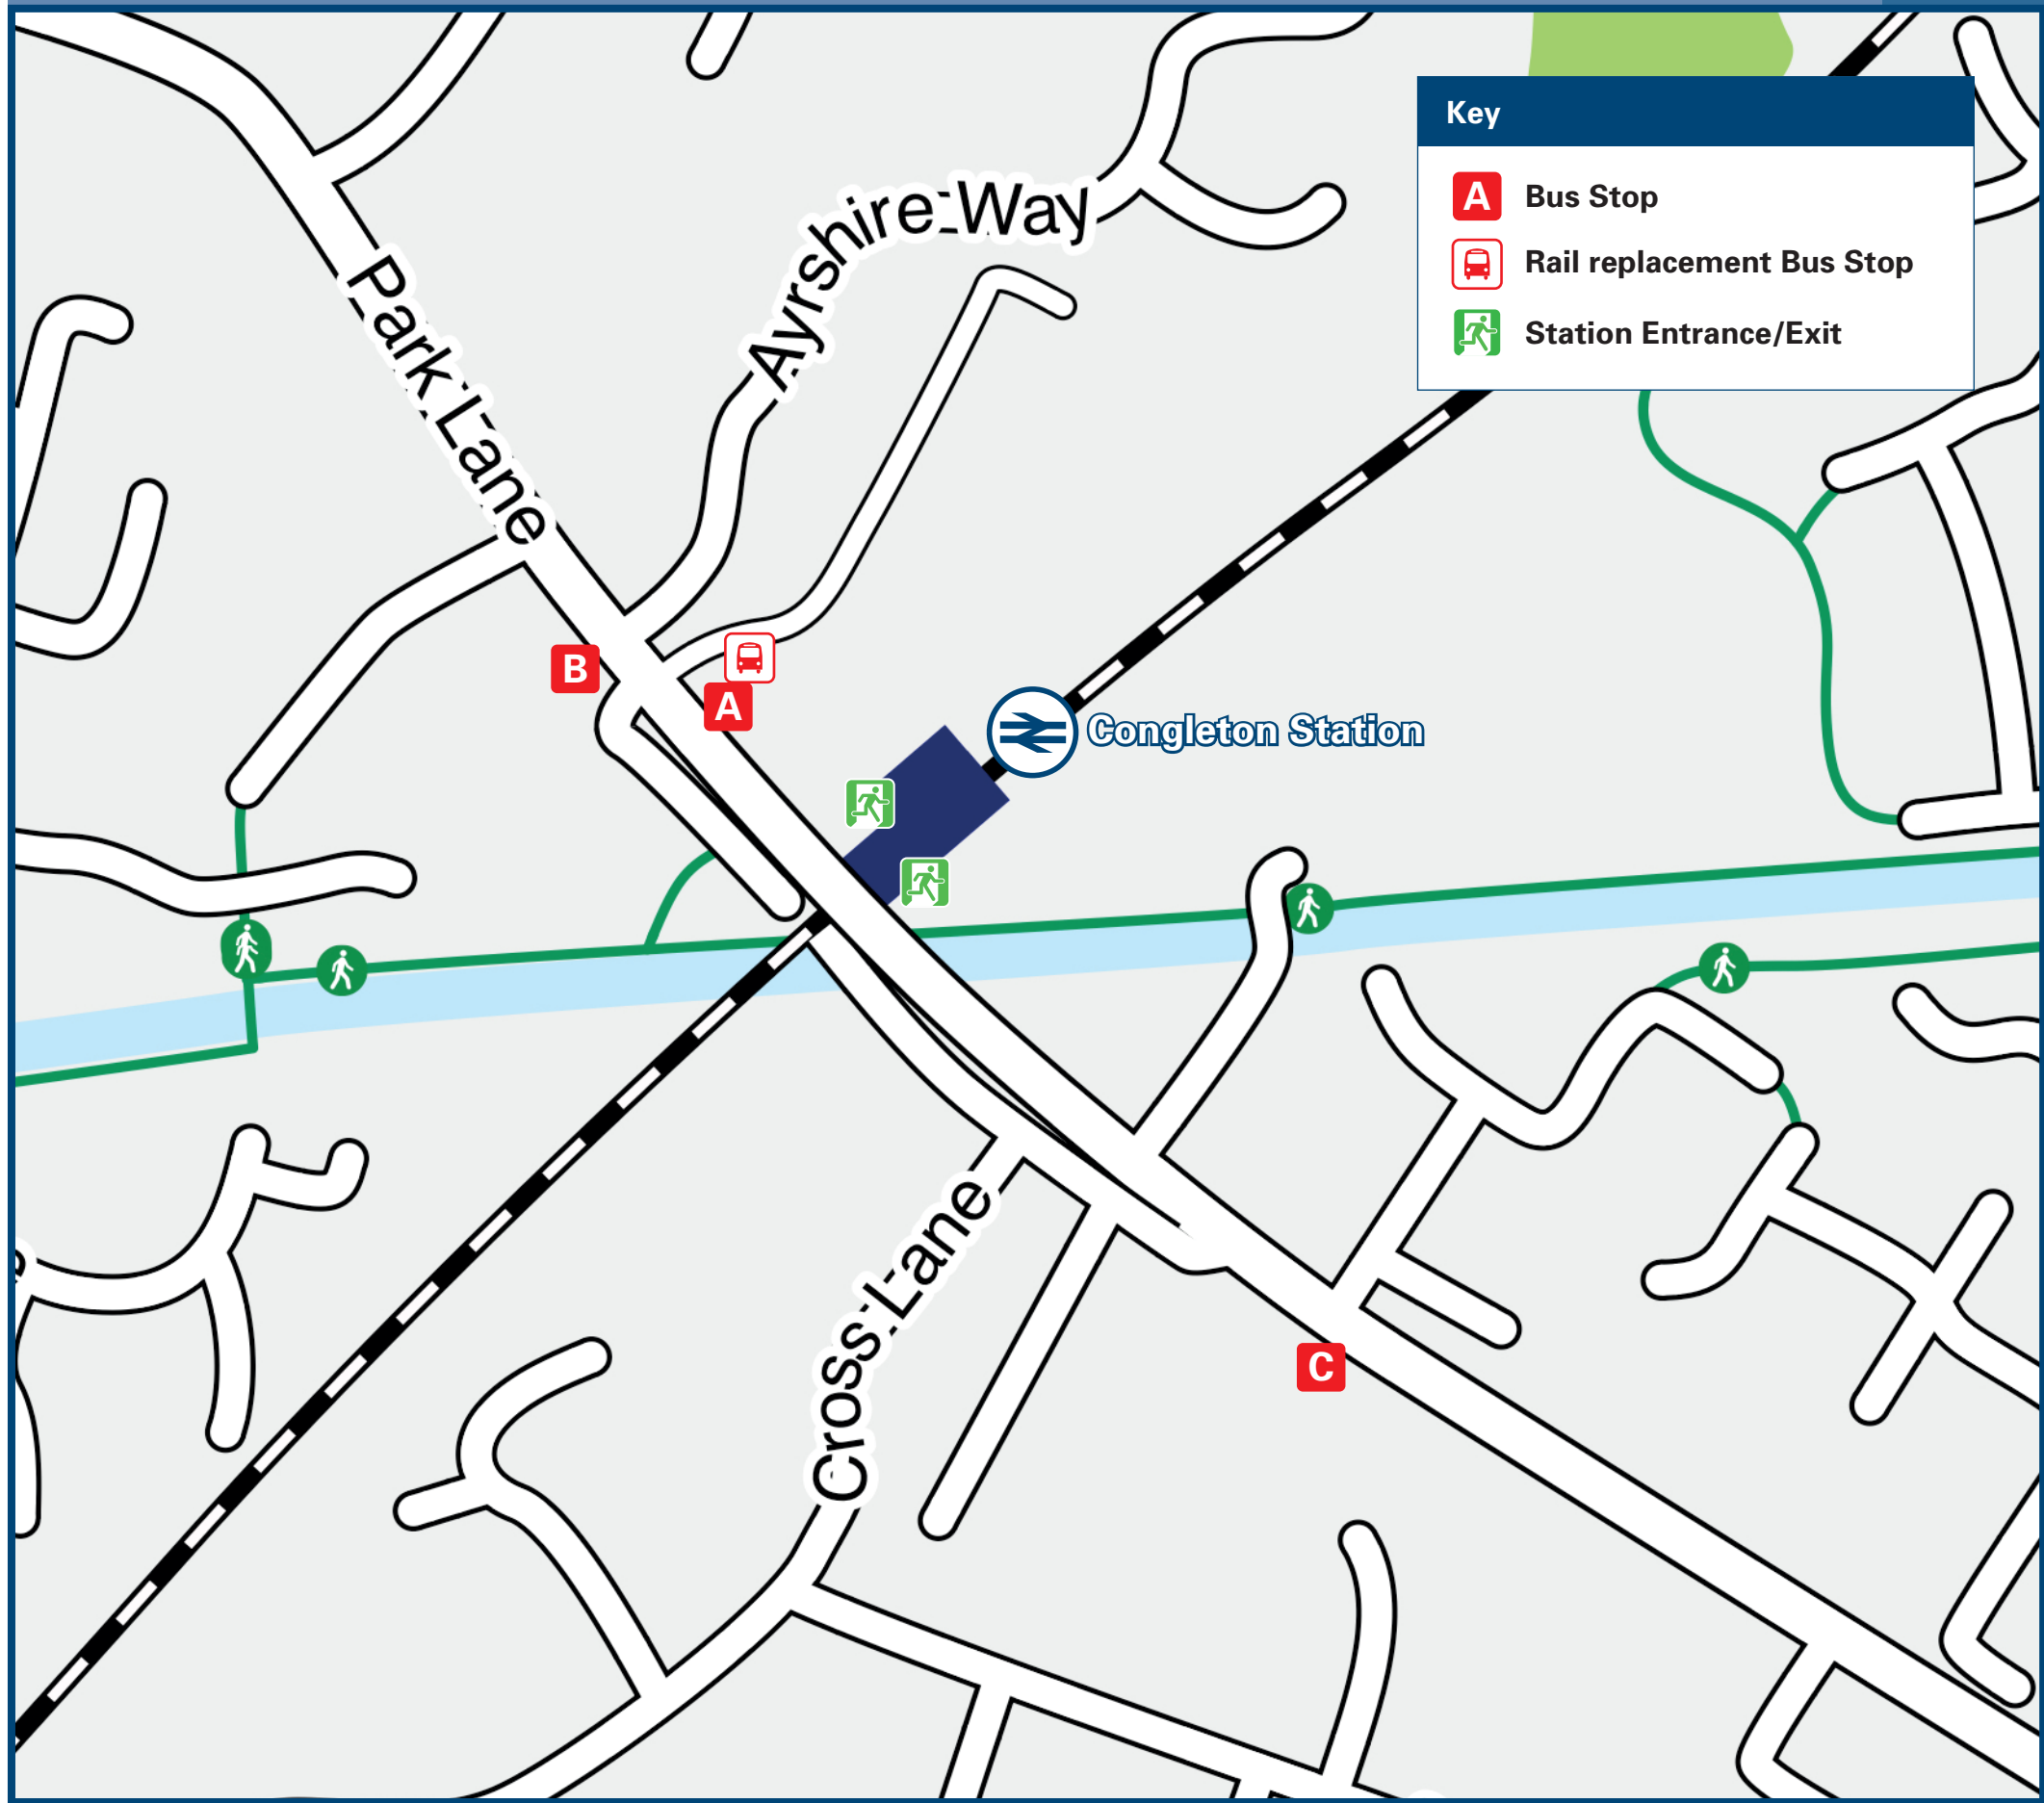 Key
A Bus Stop
Rail replacement Bus Stop
Station Entrance/Exit
Park Lane
Ayrshire Way
B
A
Congleton Station
Cross Lane
C